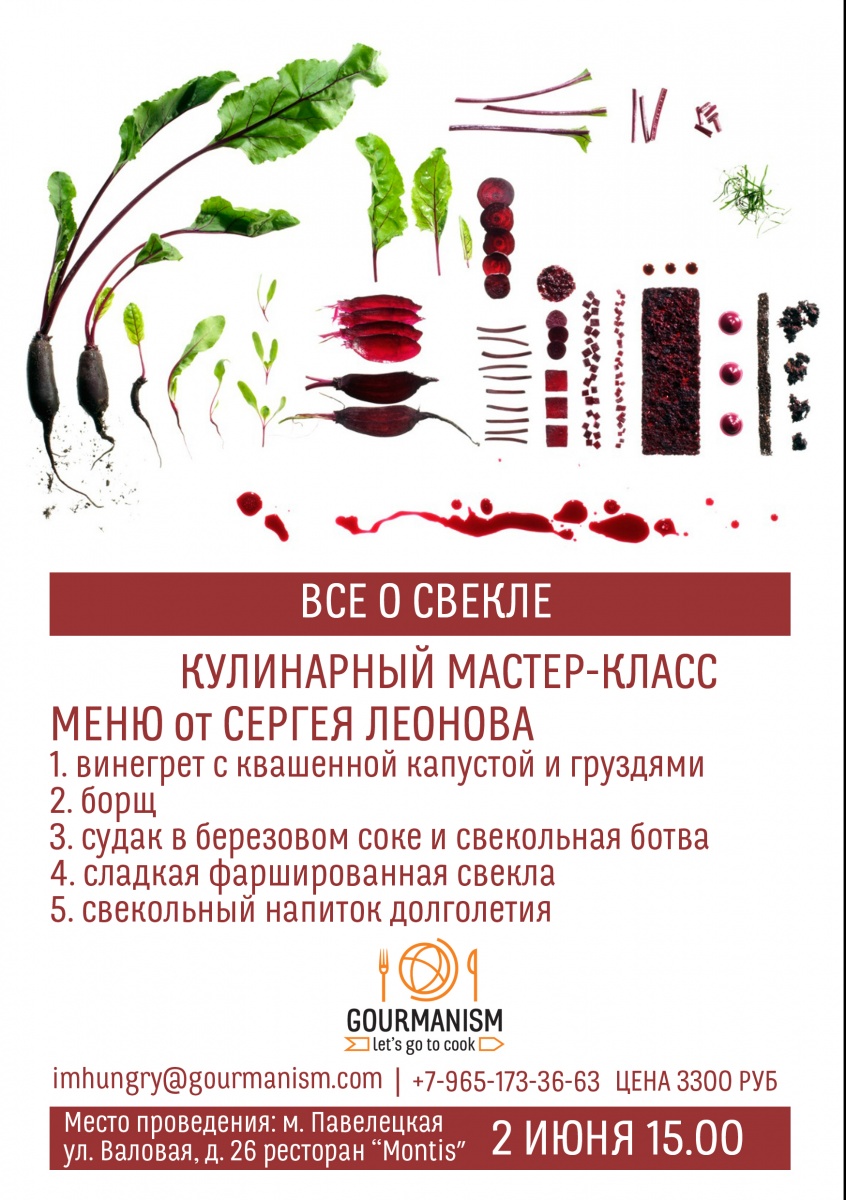 ВСЕ О СВЕКЛЕ
КУЛИНАРНЫЙ МАСТЕР-КЛАСС
МЕНЮ от СЕРГЕЯ ЛЕОНОВА
1. винегрет с квашенной капустой и груздями
2. борщ
3. судак в березовом соке и свекольная ботва
4. сладкая фаршированная свекла
5. свекольный напиток долголетия
GOURMANISM
let's go to cook
imhungry@gourmanism.com | +7-965-173-36-63 ЦЕНА 3300 РУБ
Место проведения: м. Павелецкая
ул. Валовая, д. 26 ресторан “Montis”
2 ИЮНЯ 15.00